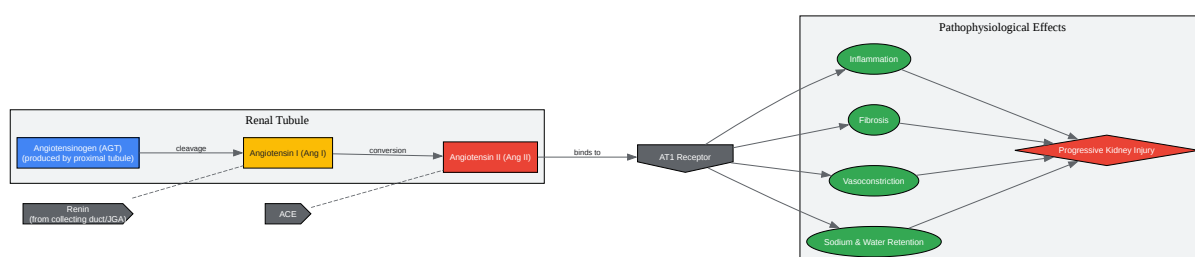 Renal Tubule
Angiotensinogen (AGT)
(produced by proximal tubule)
cleavage
Angiotensin I (Ang I)
conversion
Angiotensin II (Ang II)
Renin
(from collecting duct/JGA)
ACE
binds to
AT1 Receptor
Pathophysiological Effects
Inflammation
Fibrosis
Vasoconstriction
Sodium & Water Retention
Progressive Kidney Injury